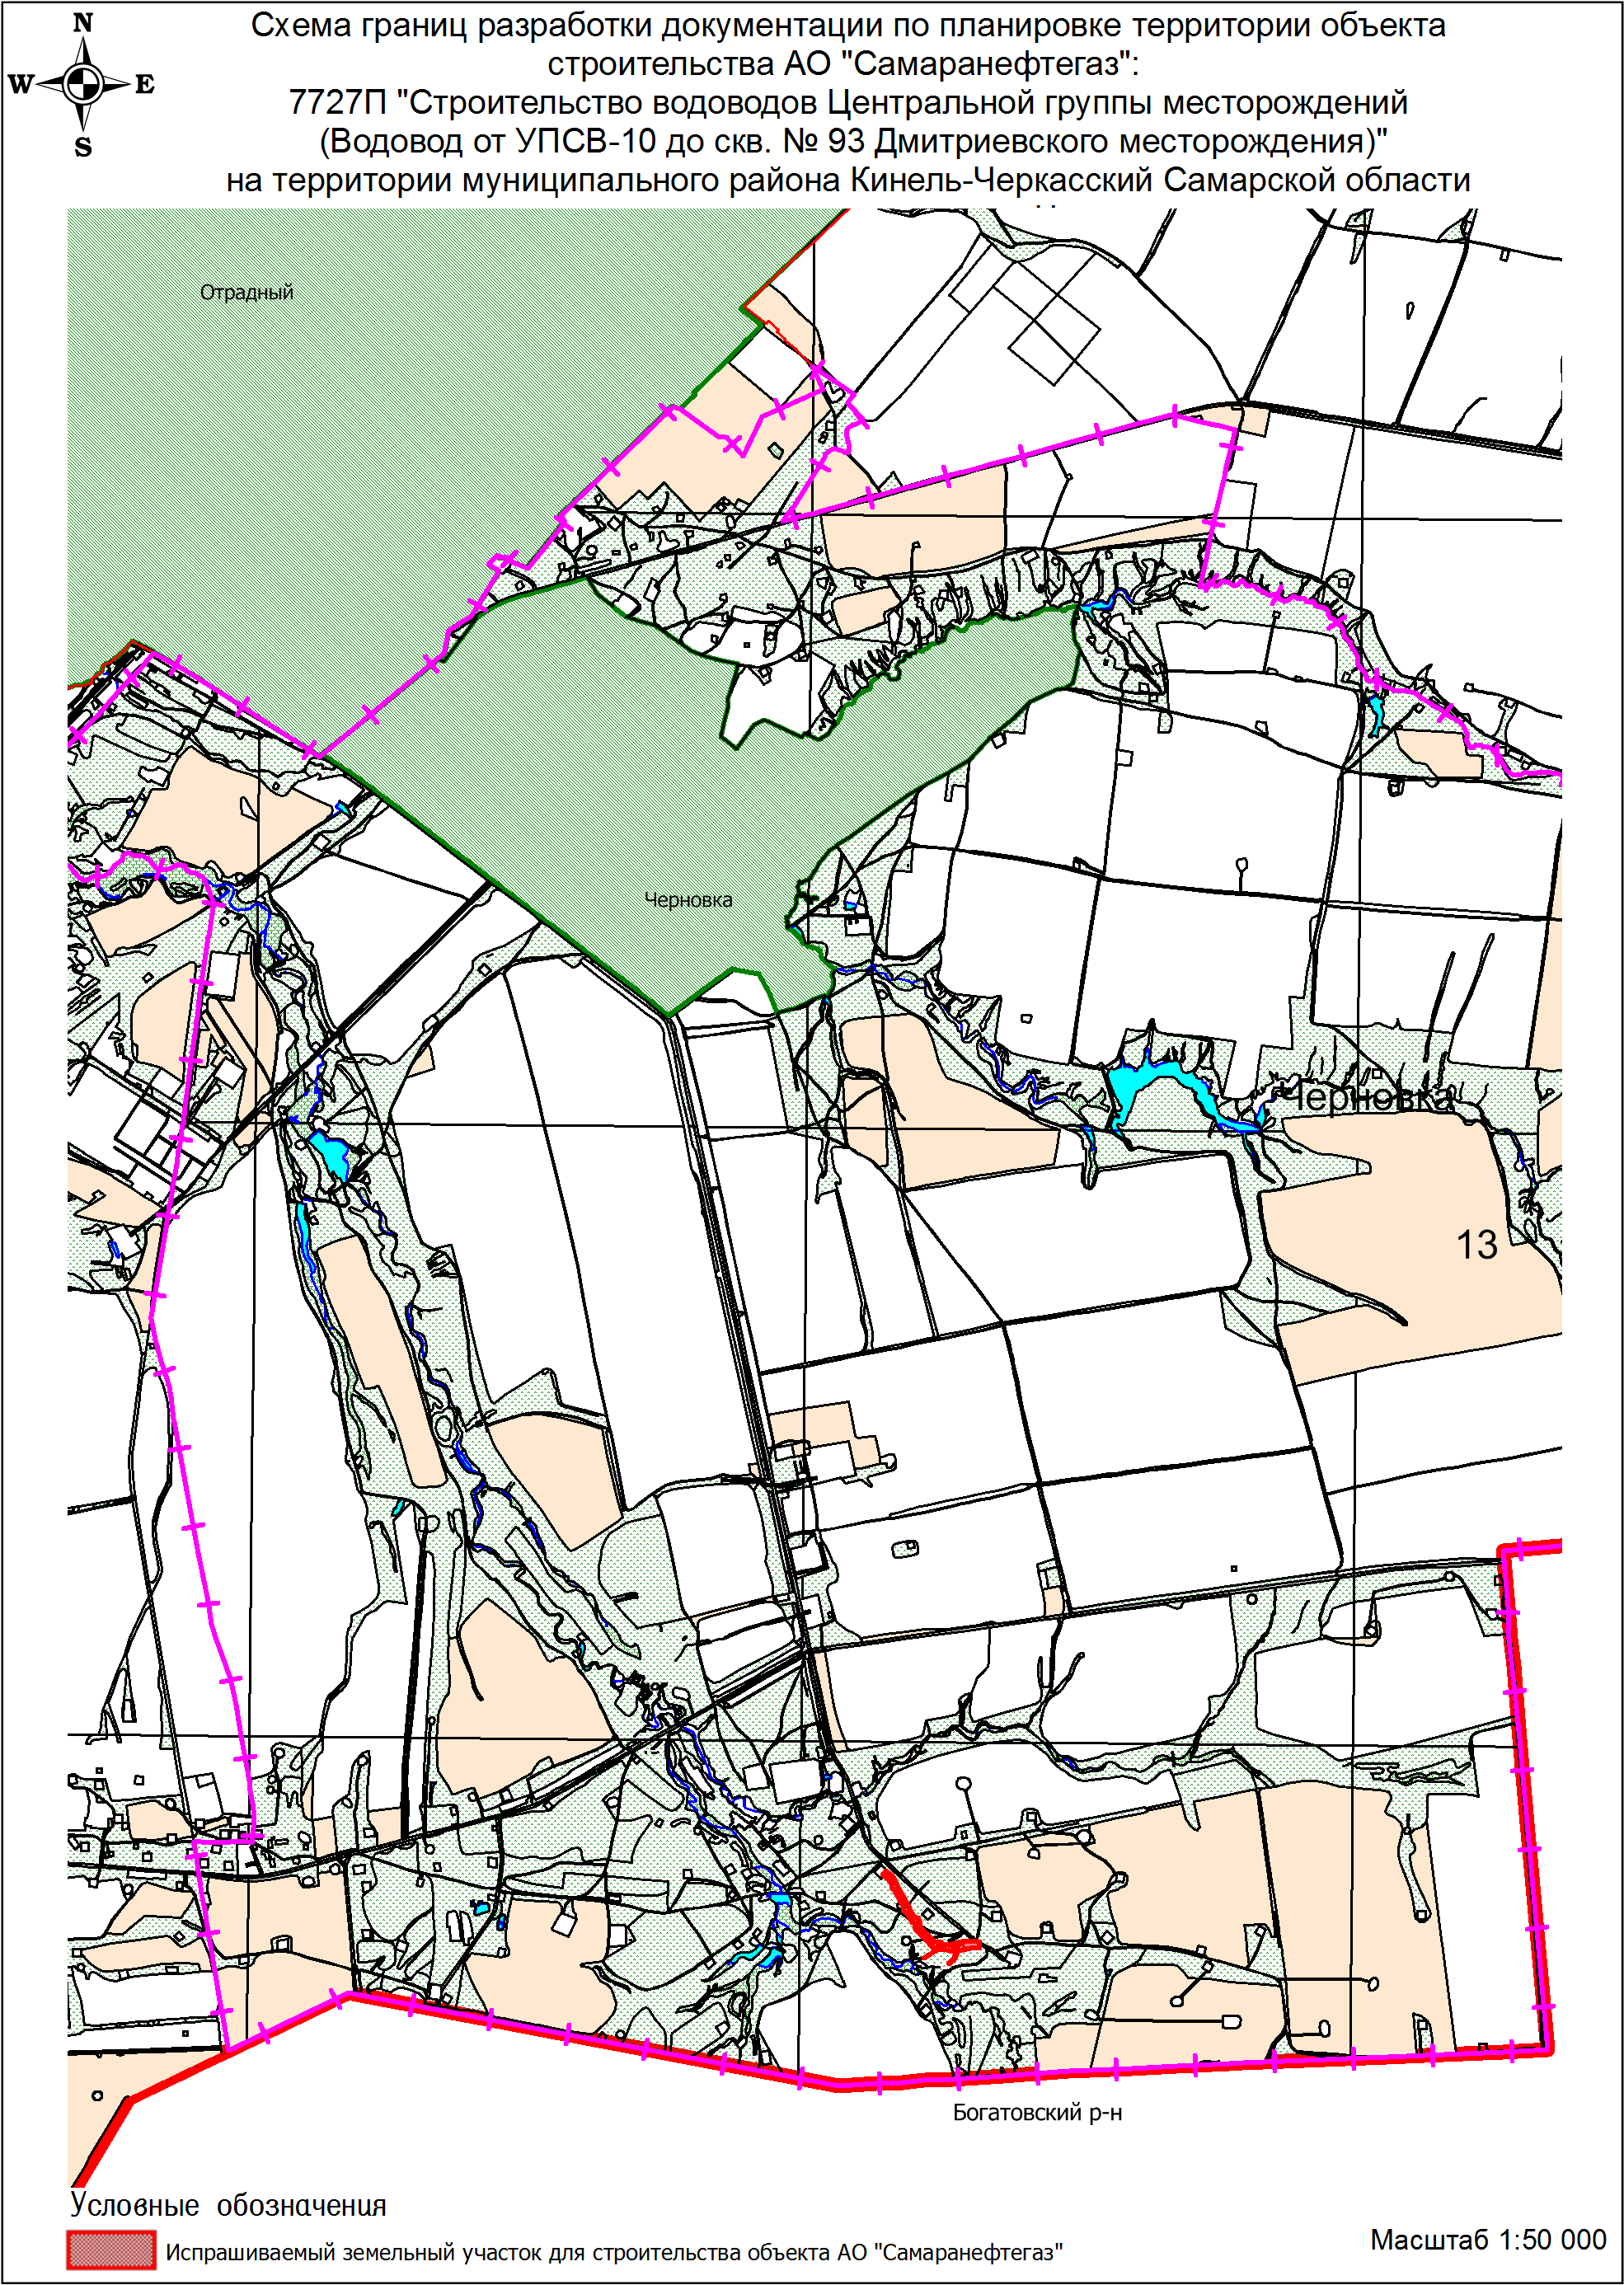 N
W E
S
Схема границ разработки документации по планировке территории объекта
строительства АО "Самаранефтегаз":
7727П "Строительство водоводов Центральной группы месторождений
(Водовод от УПСВ-10 до скв. № 93 Дмитриевского месторождения)"
на территории муниципального района Кинель-Черкасский Самарской области
Отрадный
Черновка
Черновка
13
Богатовский р-н
Условные обозначения
Испрашиваемый земельный участок для строительства объекта АО "Самаранефтегаз"
Масштаб 1:50 000